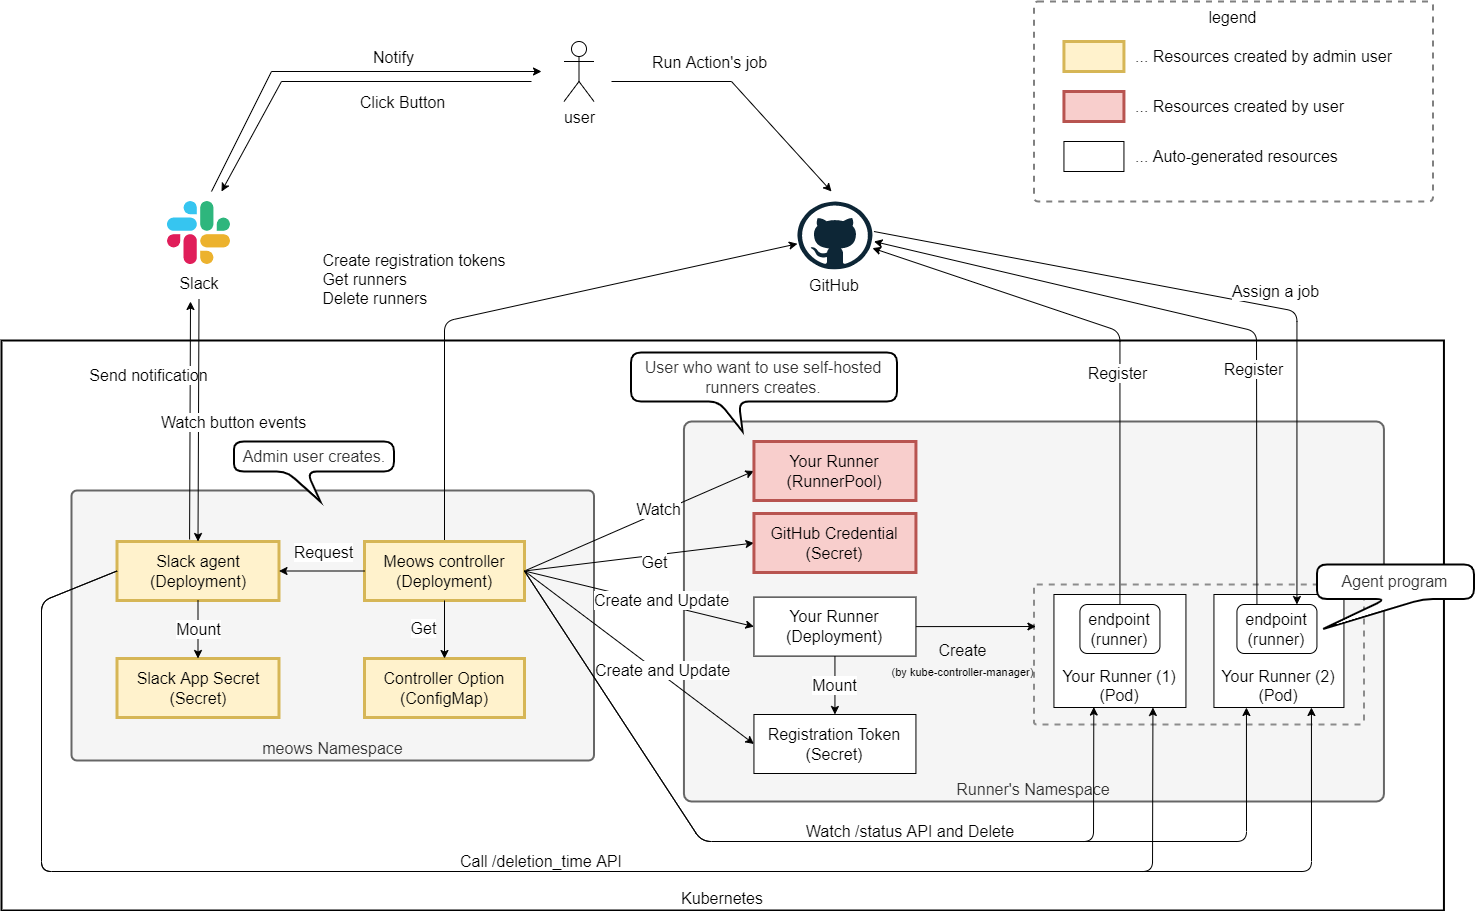 legend
... Resources created by admin user
... Resources created by user
... Auto-generated resources
Notify
Click Button
user
Run Action's job
Slack
GitHub
Create registration tokens
Get runners
Delete runners
Assign a job
Send notification
Watch button events
Register
Register
User who want to use self-hosted
runners creates.
Admin user creates.
Slack agent
(Deployment)
Request
Meows controller
(Deployment)
Mount
Get
Slack App Secret
(Secret)
Controller Option
(ConfigMap)
meows Namespace
Watch
Get
Create and Update
Create and Update
Your Runner
(RunnerPool)
GitHub Credential
(Secret)
Your Runner
(Deployment)
Create
(by kube-controller-manager)
Mount
Registration Token
(Secret)
Agent program
endpoint
(runner)
Your Runner (1)
(Pod)
endpoint
(runner)
Your Runner (2)
(Pod)
Runner's Namespace
Watch /status API and Delete
Call /deletion_time API
Kubernetes